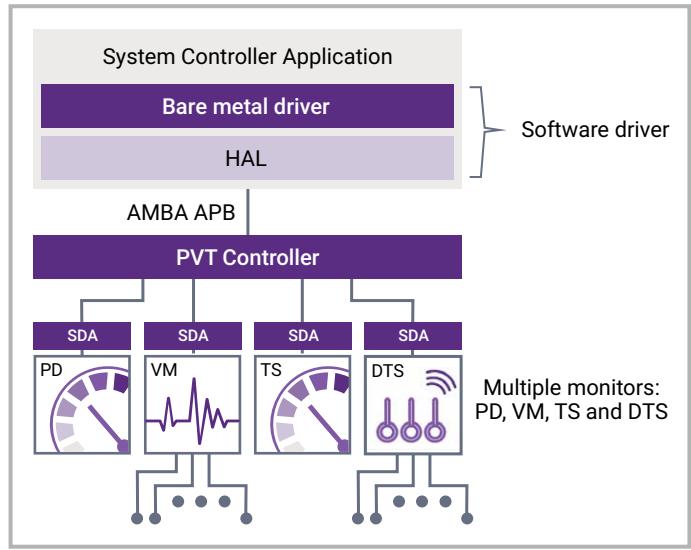 System Controller Application
Bare metal driver
HAL
Software driver
AMBA APB
PVT Controller
SDA
SDA
SDA
SDA
PD
VM
TS
DTS
Multiple monitors:
PD, VM, TS and DTS